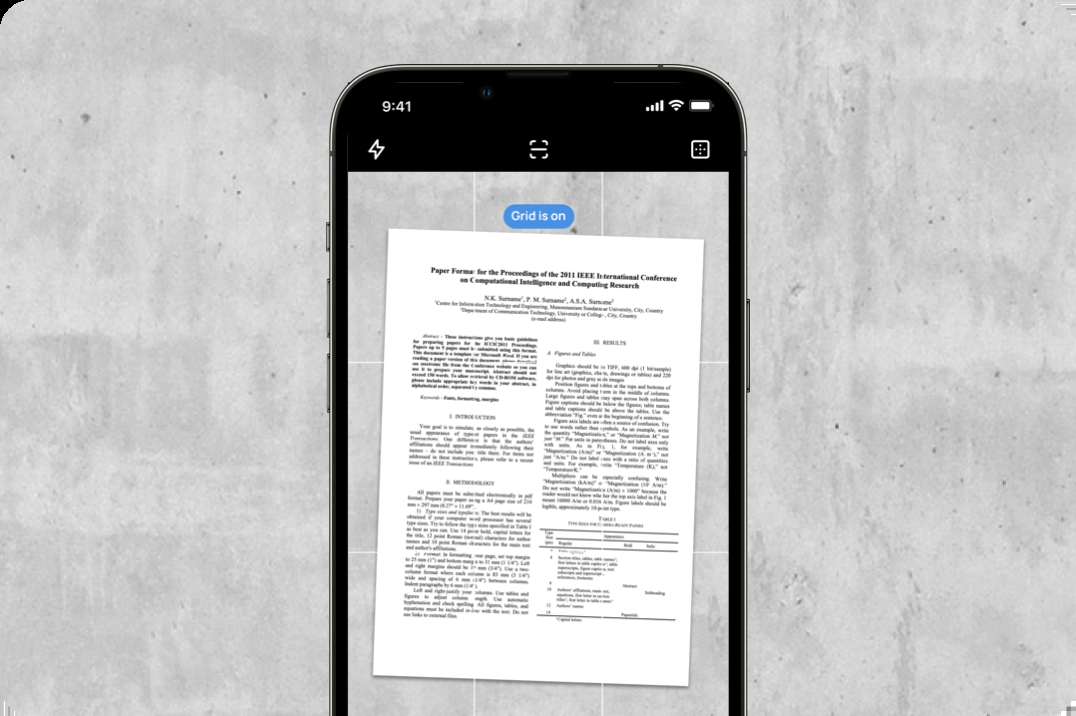 9:41
Grid is on
Paper Format for the Proceedings of the 2011 IEEE International Conference
on Computational Intelligence and Computing Research
N.K. Surname¹, P. M. Surname², A.S.A. Surname²
¹Centre for Information Technology and Engineering, Manonmaniam Sundaranar University, City, Country
²Department of Communication Technology, University or College, City, Country
(e-mail address)
Abstract - These instructions give you basic guidelines
for preparing papers for the ICCIC2011 Proceedings.
Papers up to 5 pages must be submitted using this format.
This document is a template for Microsoft Word. If you are
reading a paper version of this document, please download
the electronic file from the Conference website so you can
use it to prepare your manuscript. Abstract should not
exceed 150 words. To allow retrieval by CD-ROM software,
please include appropriate key words in your abstract, in
alphabetical order, separated by commas.
Keywords - Fonts, formatting, margins
I. INTRODUCTION
Your goal is to simulate, as closely as possible, the
usual appearance of typeset papers in the IEEE
Transactions. One difference is that the authors'
affiliations should appear immediately following their
names – do not include your title there. For items not
addressed in these instructions, please refer to a recent
issue of an IEEE Transactions
II. METHODOLOGY
All papers must be submitted electronically in pdf
format. Prepare your paper using a A4 page size of 210
mm × 297 mm (8.27" × 11.69").
1) Type sizes and typefaces: The best results will be
obtained if your computer word processor has several
type sizes. Try to follow the type sizes specified in Table I
as best as you can. Use 14 point bold, capital letters for
the title, 12 point Roman (normal) characters for author
names and 10 point Roman characters for the main text
and author's affiliations.
2) Format: In formatting your page, set top margin
to 25 mm (1") and bottom margin to 31 mm (1 1/4"). Left
and right margins should be (3/4"). Use a two-
column format where each column is 83 mm (3 1/4")
wide and spacing of 6 mm (1/4") between columns.
Indent paragraphs by 6 mm (1/4").
Left and right-justify your columns. Use tables and
figures to adjust column length. Use automatic
hyphenation and check spelling. All figures, tables, and
equations must be included in-line with the text. Do not
use links to external files.
III. RESULTS
A. Figures and Tables
Graphics should be in TIFF, 600 dpi (1 bit/sample)
for line art (graphics, charts, drawings or tables) and 220
dpi for photos and gray scale images
Position figures and tables at the tops and bottoms of
columns. Avoid placing them in the middle of columns.
Large figures and tables may span across both columns.
Figure captions should be below the figures; table names
and table captions should be above the tables. Use the
abbreviation "Fig." even at the beginning of a sentence.
Figure axis labels are often a source of confusion. Try
to use words rather than symbols. As an example, write
the quantity "Magnetization," or "Magnetization M," not
just "M." Put units in parentheses. Do not label axes only
with units. As in Fig. 1, for example, write
"Magnetization (A/m)" or "Magnetization (A·m⁻¹)," not
just "A/m." Do not label axes with a ratio of quantities
and units. For example, write "Temperature (K)," not
"Temperature/K."
Multipliers can be especially confusing. Write
"Magnetization (kA/m)" or "Magnetization (10³ A/m)."
Do not write "Magnetization (A/m) × 1000" because the
reader would not know whether the top axis label in Fig. 1
meant 16000 A/m or 0.016 A/m. Figure labels should be
legible, approximately 10-point type.
TABLE I
TYPE SIZES FOR CAMERA-READY PAPERS
Type
Size
(pts)
Appearance
Regular
Bold
Italic
8
Section titles, tables, table names
first letters in table captions, table
superscripts, figure captions, text
subscripts and superscripts,
references, footnotes
9
Abstract
10
Authors' affiliations, main text,
equations, first letter in section
titles, first letter in table names
Subheading
12
Authors' names
14
Papertitle
Capital letters